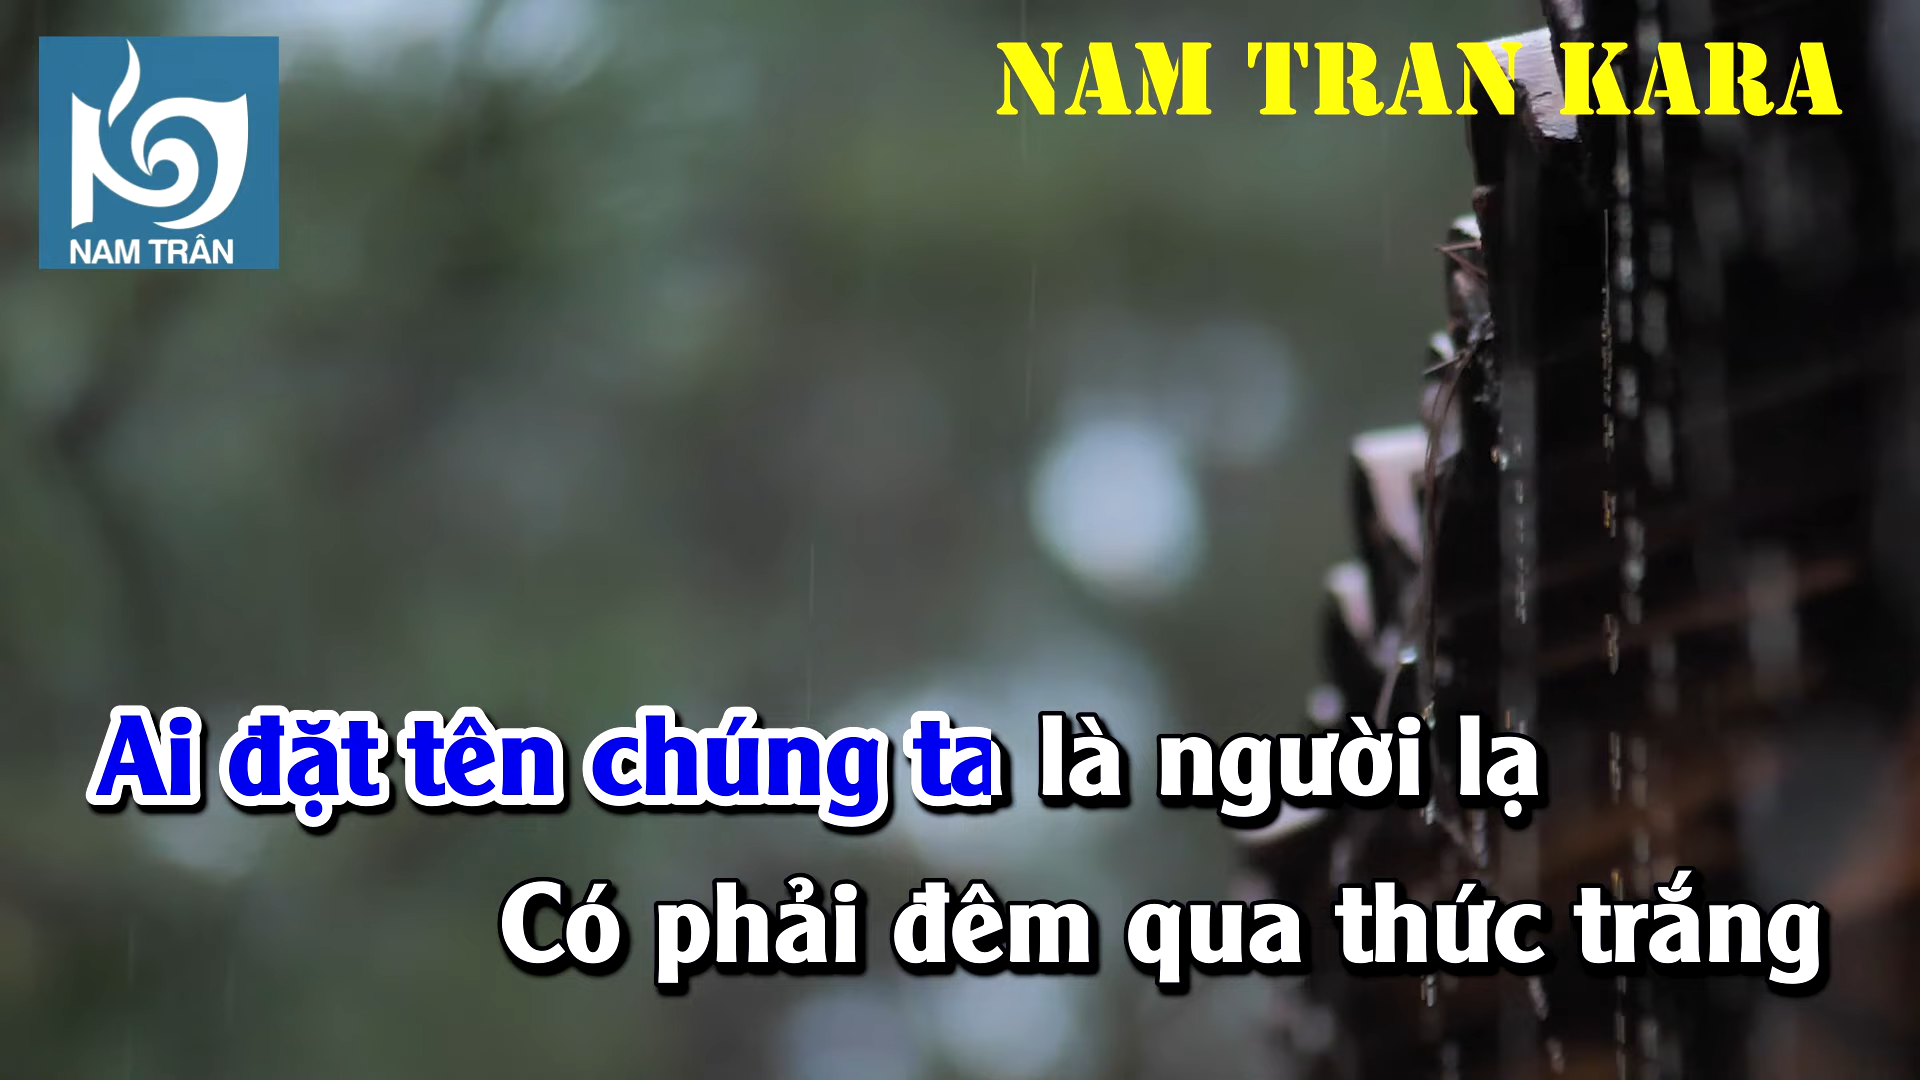 NAM TRAN KARA
NAM TRÂN
Ai đặt tên chúng ta là người lạ
Có phải đêm qua thức trắng